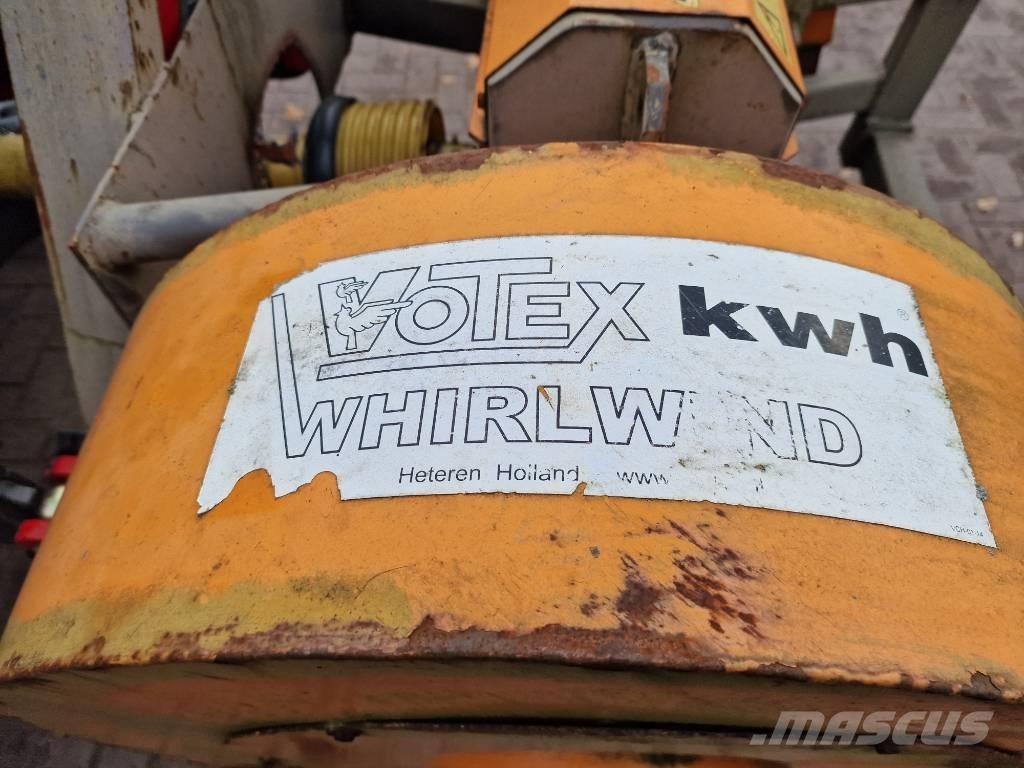 VOTEX kwh®
WHIRLWIND
Heteren Holland www
MASCUS